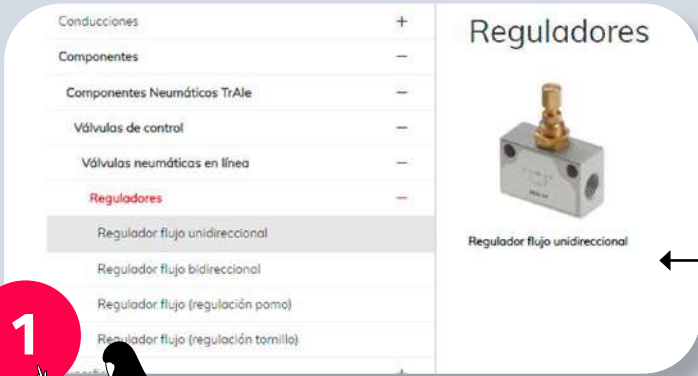 Conducciones +
Componentes −
Componentes Neumáticos TrAle −
Válvulas de control −
Válvulas neumáticas en línea −
Reguladores −
Regulador flujo unidireccional
Regulador flujo bidireccional
Regulador flujo (regulación pomo)
Regulador flujo (regulación tornillo)
1
Reguladores
Regulador flujo unidireccional